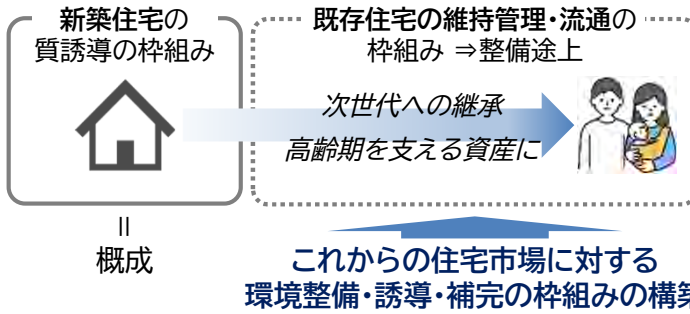 新築住宅の
質誘導の枠組み
=
概成
既存住宅の維持管理・流通の
枠組み ⇒整備途上
次世代への継承
高齢期を支える資産に
これからの住宅市場に対する
環境整備・誘導・補完の枠組みの構築